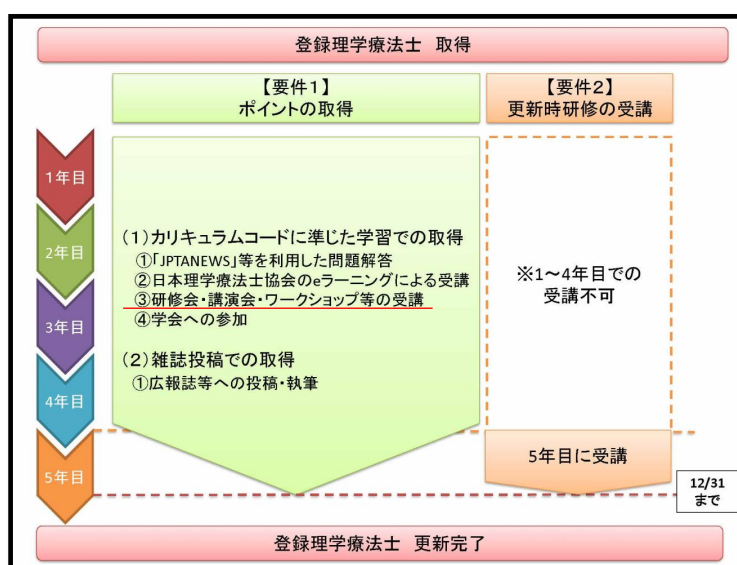 登録理学療法士 取得
【要件1】
ポイントの取得
【要件2】
更新時研修の受講
1年目
2年目
3年目
4年目
5年目
(1)カリキュラムコードに準じた学習での取得
①「JPTANEWS」等を利用した問題解答
②日本理学療法士協会のeラーニングによる受講
③研修会・講演会・ワークショップ等の受講
④学会への参加
(2)雑誌投稿での取得
①広報誌等への投稿・執筆
※1~4年目での
受講不可
5年目に受講
12/31
まで
登録理学療法士 更新完了